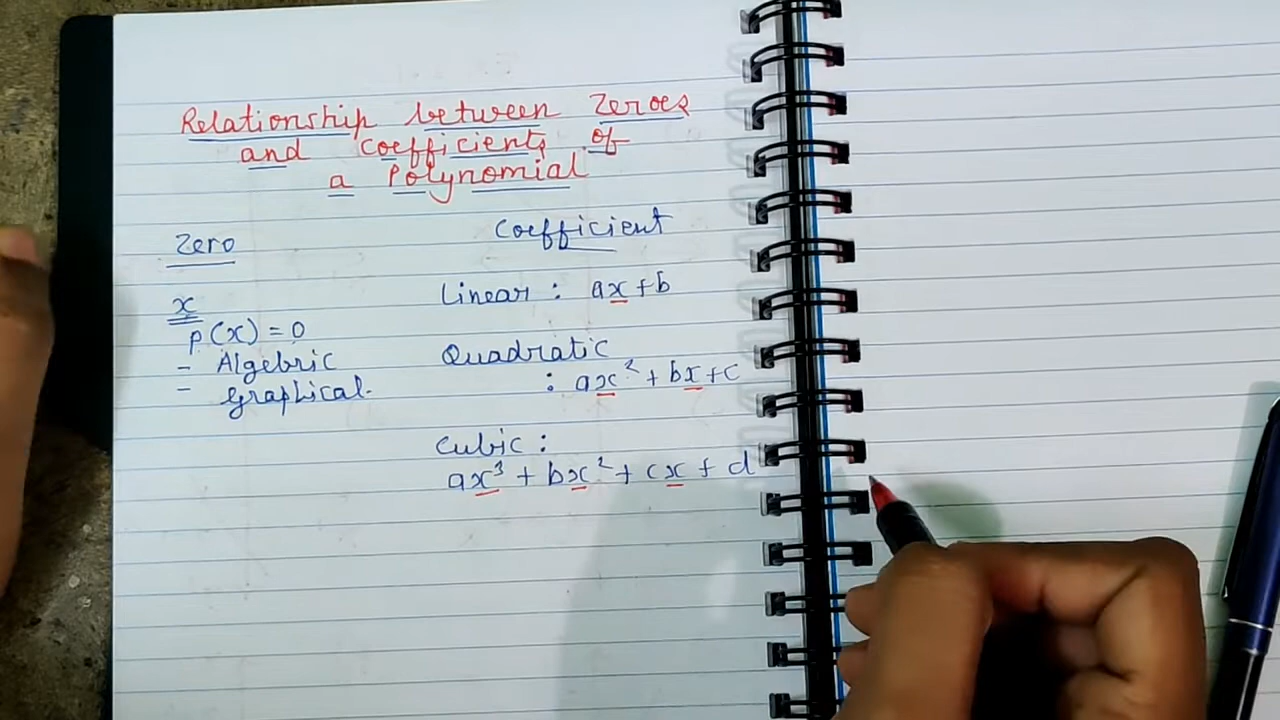 Relationship between Zeroes
and Coefficients of
a Polynomial
Zero
x
p(x) = 0
- Algebric
- Graphical.
Coefficient
Linear : ax + b
Quadratic
: ax² + bx + c
Cubic :
ax³ + bx² + cx + d